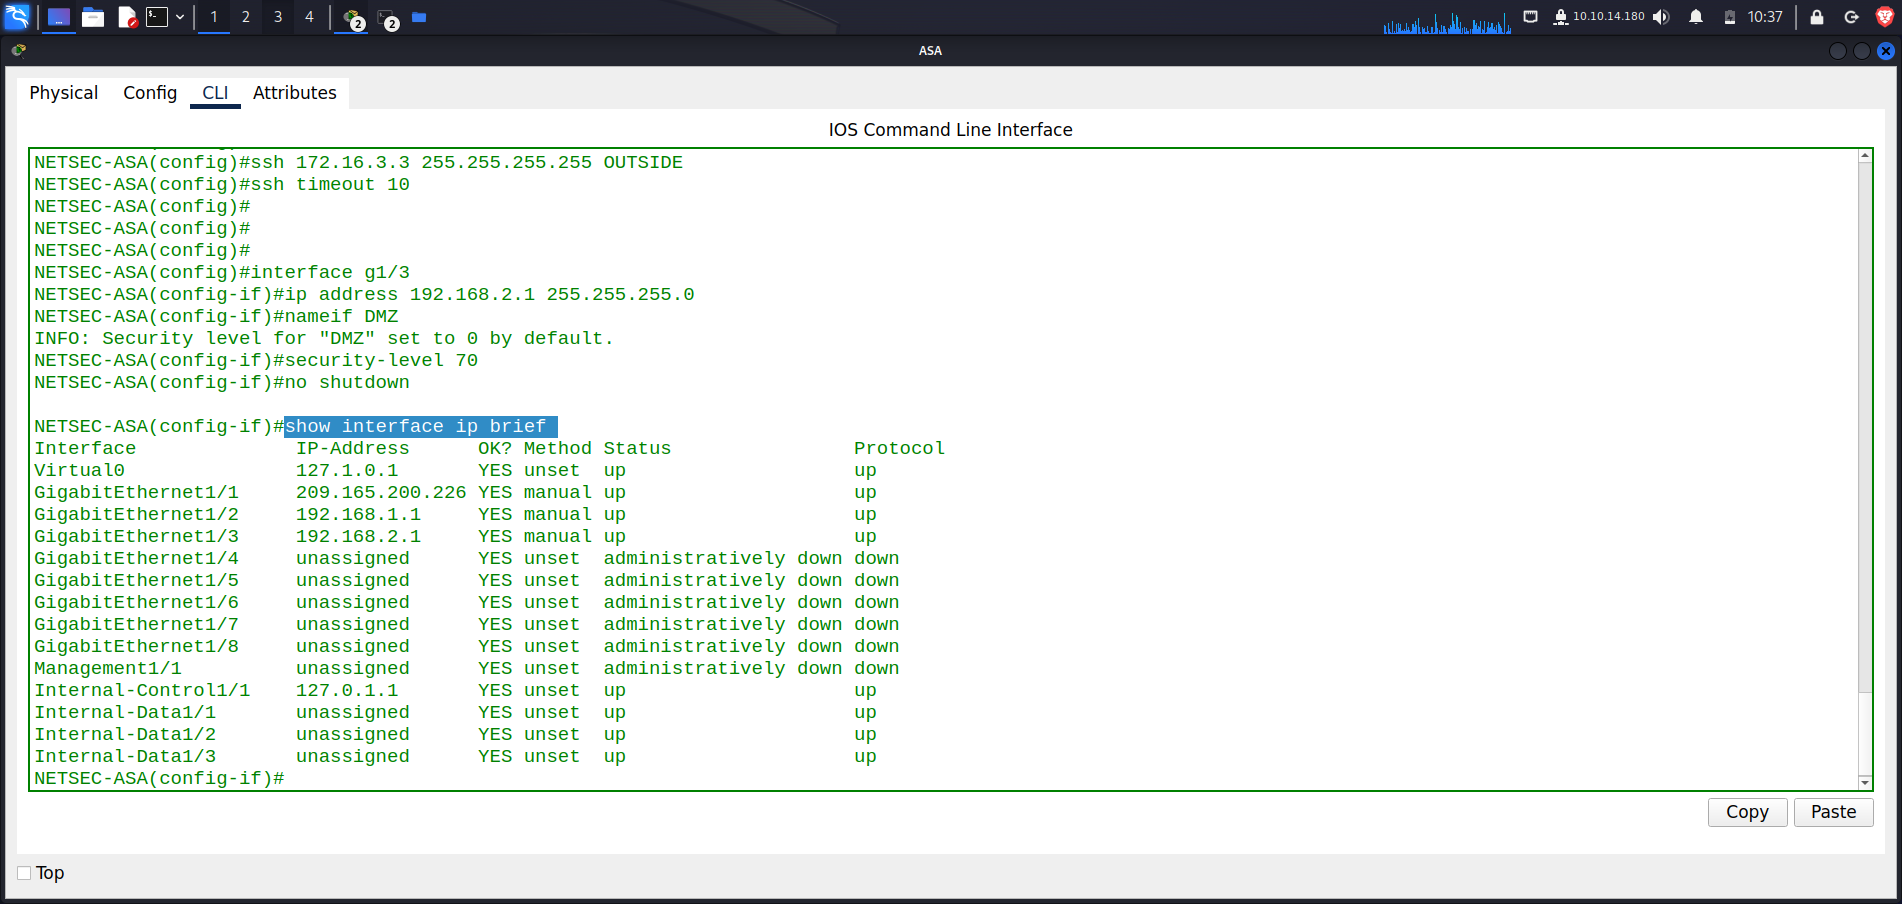 1 2 3 4 2 2 10.10.14.180 10:37
ASA
Physical Config CLI Attributes
IOS Command Line Interface
NETSEC-ASA(config)#ssh 172.16.3.3 255.255.255.255 OUTSIDE
NETSEC-ASA(config)#ssh timeout 10
NETSEC-ASA(config)#
NETSEC-ASA(config)#
NETSEC-ASA(config)#
NETSEC-ASA(config)#interface g1/3
NETSEC-ASA(config-if)#ip address 192.168.2.1 255.255.255.0
NETSEC-ASA(config-if)#nameif DMZ
INFO: Security level for "DMZ" set to 0 by default.
NETSEC-ASA(config-if)#security-level 70
NETSEC-ASA(config-if)#no shutdown
NETSEC-ASA(config-if)#show interface ip brief
Interface IP-Address OK? Method Status Protocol
Virtual0 127.1.0.1 YES unset up up
GigabitEthernet1/1 209.165.200.226 YES manual up up
GigabitEthernet1/2 192.168.1.1 YES manual up up
GigabitEthernet1/3 192.168.2.1 YES manual up up
GigabitEthernet1/4 unassigned YES unset administratively down down
GigabitEthernet1/5 unassigned YES unset administratively down down
GigabitEthernet1/6 unassigned YES unset administratively down down
GigabitEthernet1/7 unassigned YES unset administratively down down
GigabitEthernet1/8 unassigned YES unset administratively down down
Management1/1 unassigned YES unset administratively down down
Internal-Control1/1 127.0.1.1 YES unset up up
Internal-Data1/1 unassigned YES unset up up
Internal-Data1/2 unassigned YES unset up up
Internal-Data1/3 unassigned YES unset up up
NETSEC-ASA(config-if)#
Copy Paste
Top